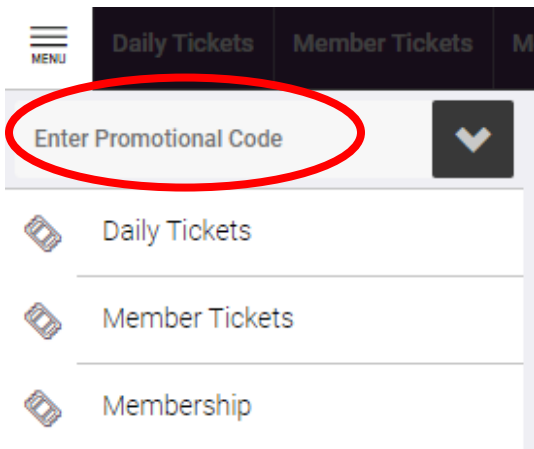 MENU Daily Tickets Member Tickets M
Enter Promotional Code
Daily Tickets
Member Tickets
Membership